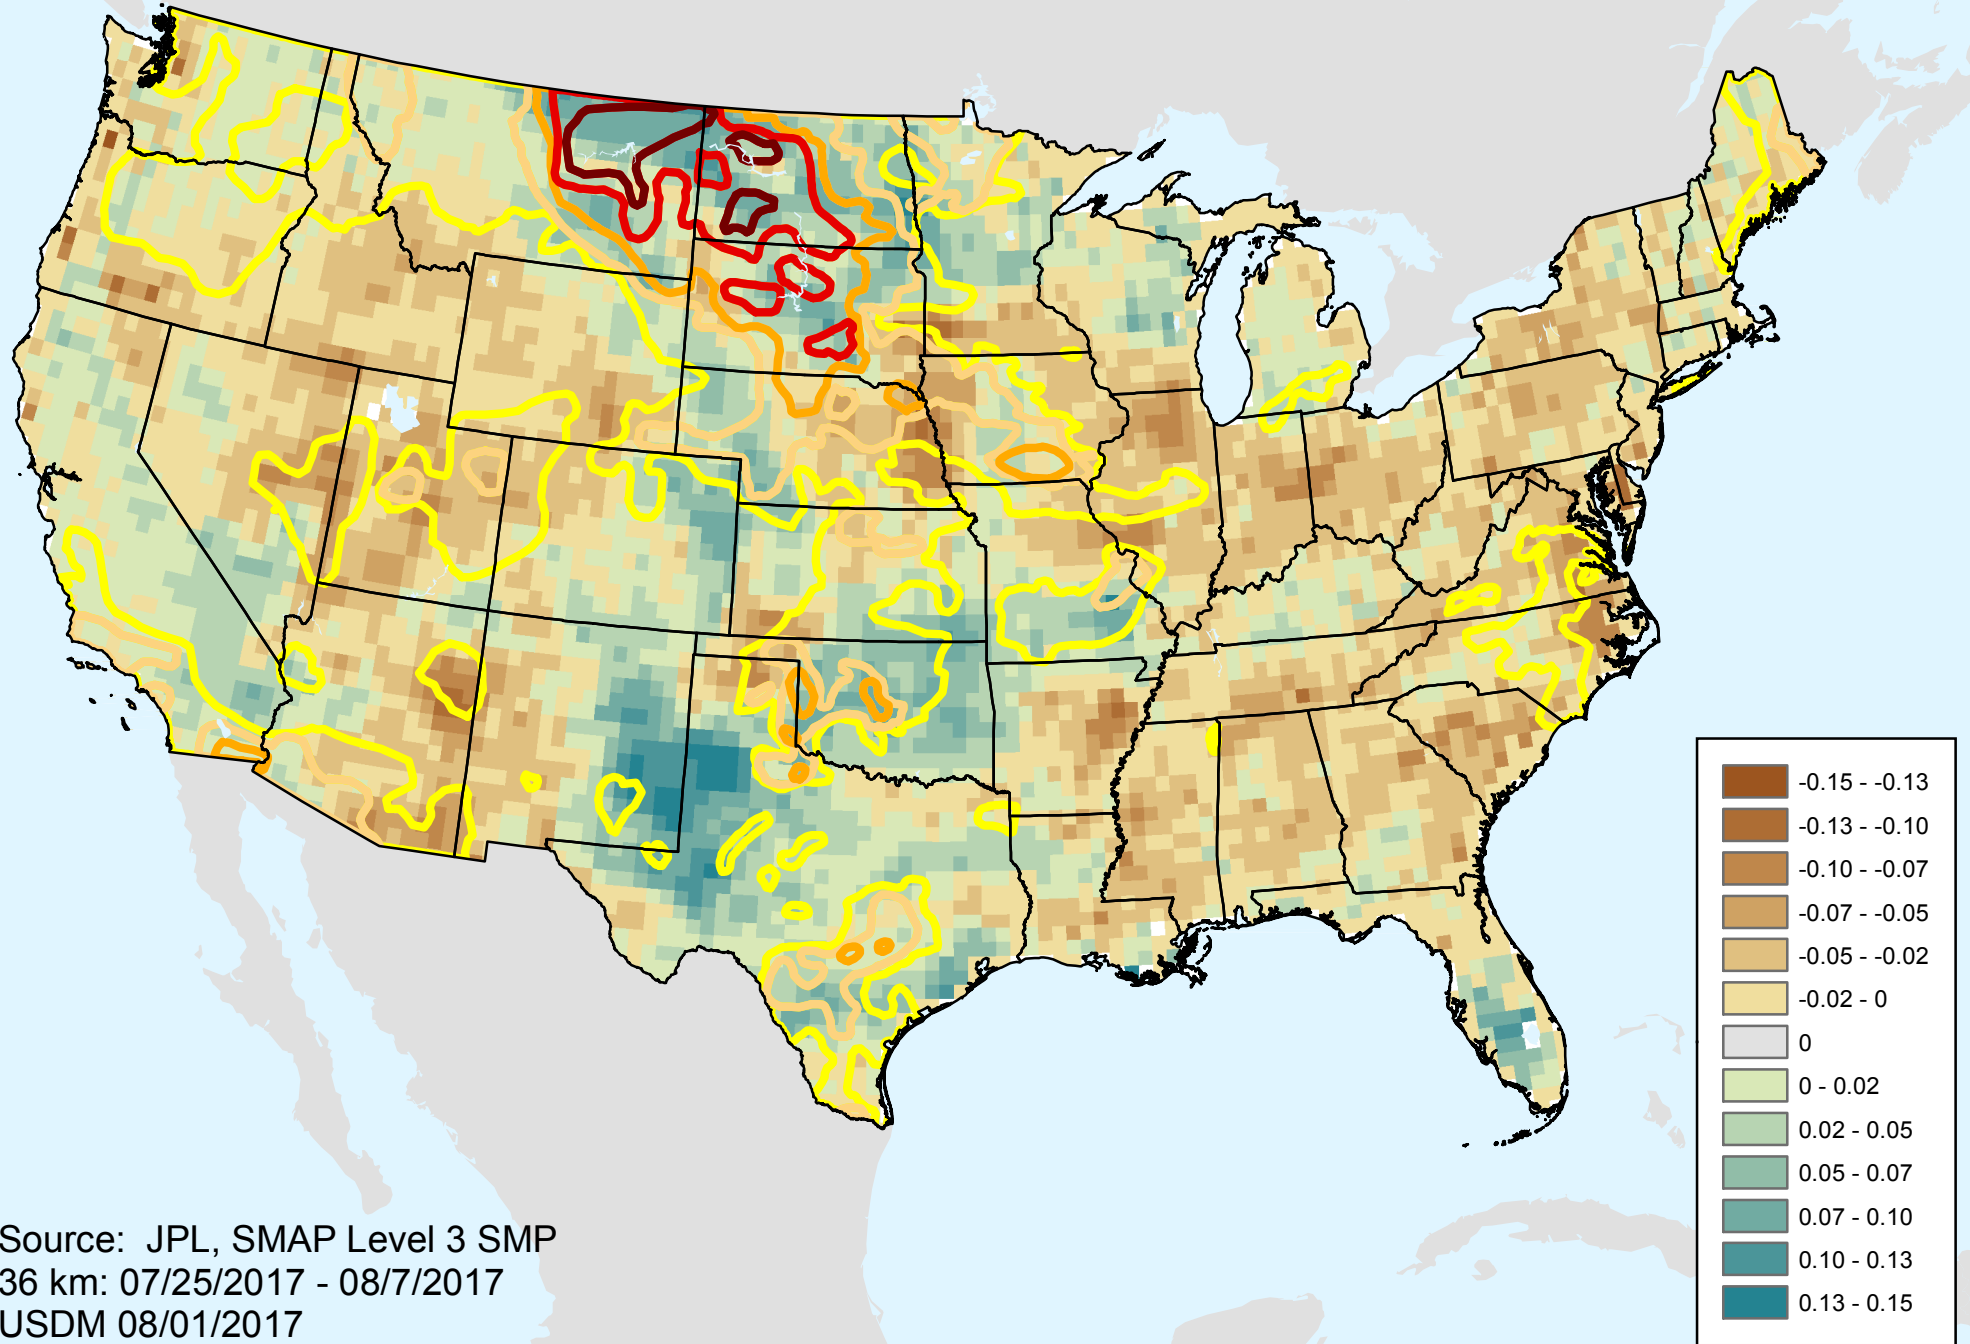 -0.15 - -0.13
-0.13 - -0.10
-0.10 - -0.07
-0.07 - -0.05
-0.05 - -0.02
-0.02 - 0
0
0 - 0.02
0.02 - 0.05
0.05 - 0.07
0.07 - 0.10
0.10 - 0.13
0.13 - 0.15
Source: JPL, SMAP Level 3 SMP
36 km: 07/25/2017 - 08/7/2017
USDM 08/01/2017